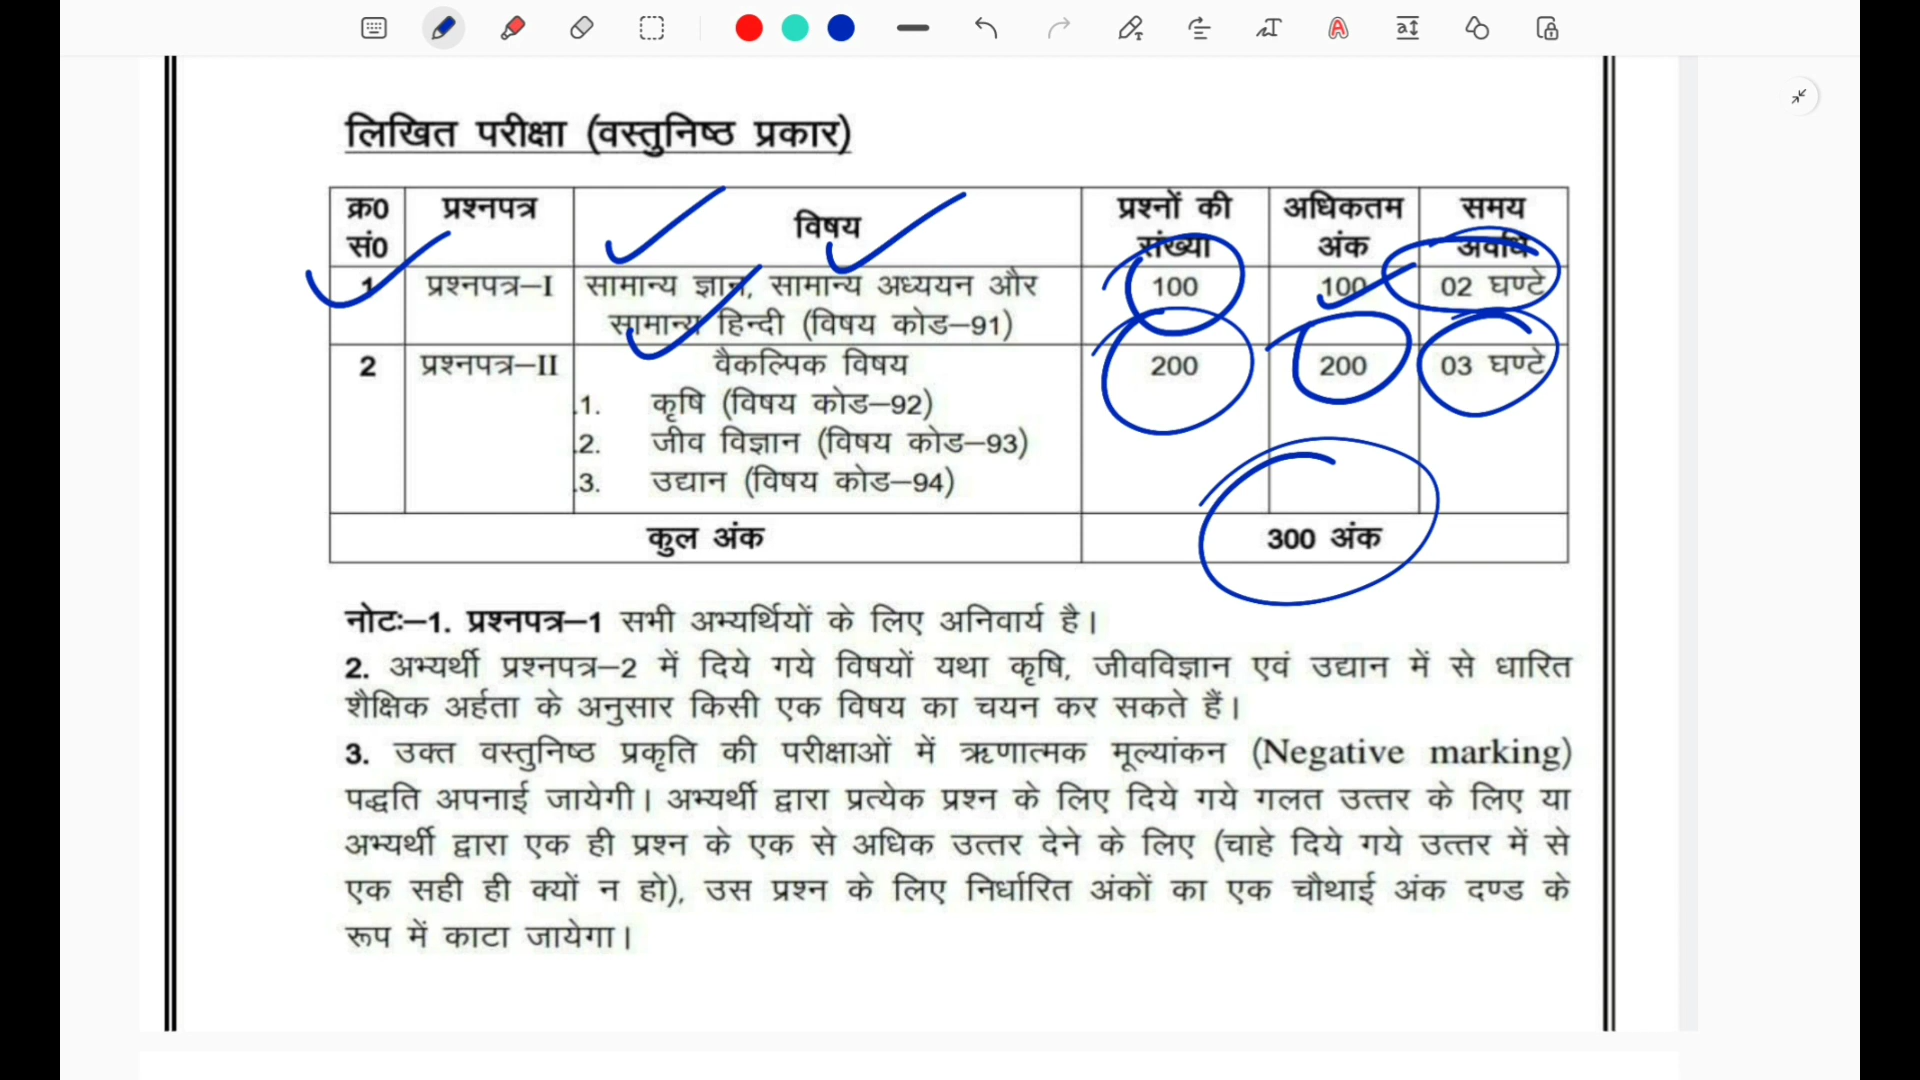 लिखित परीक्षा (वस्तुनिष्ठ प्रकार)
क्र0 सं0 प्रश्नपत्र विषय प्रश्नों की संख्या अधिकतम अंक समय अवधि
1 प्रश्नपत्र–I सामान्य ज्ञान, सामान्य अध्ययन और 100 100 02 घण्टे
सामान्य हिन्दी (विषय कोड–91)
2 प्रश्नपत्र–II वैकल्पिक विषय 200 200 03 घण्टे
.1. कृषि (विषय कोड–92)
.2. जीव विज्ञान (विषय कोड–93)
.3. उद्यान (विषय कोड–94)
कुल अंक 300 अंक
नोटः–1. प्रश्नपत्र–1 सभी अभ्यर्थियों के लिए अनिवार्य है।
2. अभ्यर्थी प्रश्नपत्र–2 में दिये गये विषयों यथा कृषि, जीवविज्ञान एवं उद्यान में से धारित
शैक्षिक अर्हता के अनुसार किसी एक विषय का चयन कर सकते हैं।
3. उक्त वस्तुनिष्ठ प्रकृति की परीक्षाओं में ऋणात्मक मूल्यांकन (Negative marking)
पद्धति अपनाई जायेगी। अभ्यर्थी द्वारा प्रत्येक प्रश्न के लिए दिये गये गलत उत्तर के लिए या
अभ्यर्थी द्वारा एक ही प्रश्न के एक से अधिक उत्तर देने के लिए (चाहे दिये गये उत्तर में से
एक सही ही क्यों न हो), उस प्रश्न के लिए निर्धारित अंकों का एक चौथाई अंक दण्ड के
रूप में काटा जायेगा।